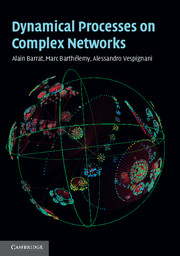 Dynamical Processes on
Complex Networks
Alain Barrat, Marc Barthélemy, Alessandro Vespignani
CAMBRIDGE